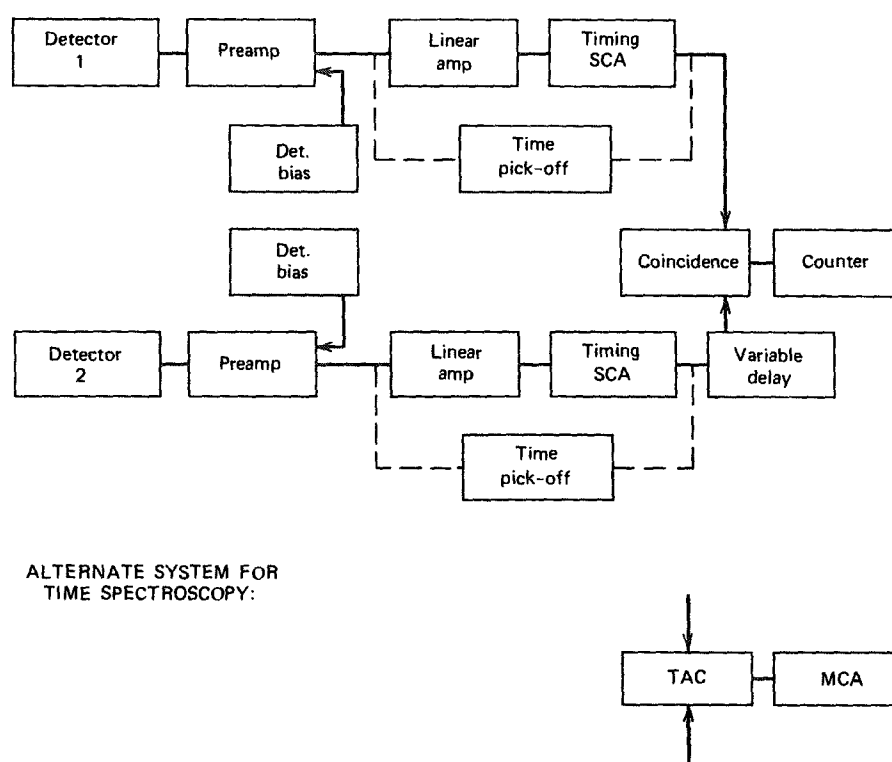 Detector
1
Preamp
Linear
amp
Timing
SCA
Det.
bias
Time
pick-off
Det.
bias
Coincidence
Counter
Detector
2
Preamp
Linear
amp
Timing
SCA
Variable
delay
Time
pick-off
ALTERNATE SYSTEM FOR
TIME SPECTROSCOPY:
TAC
MCA